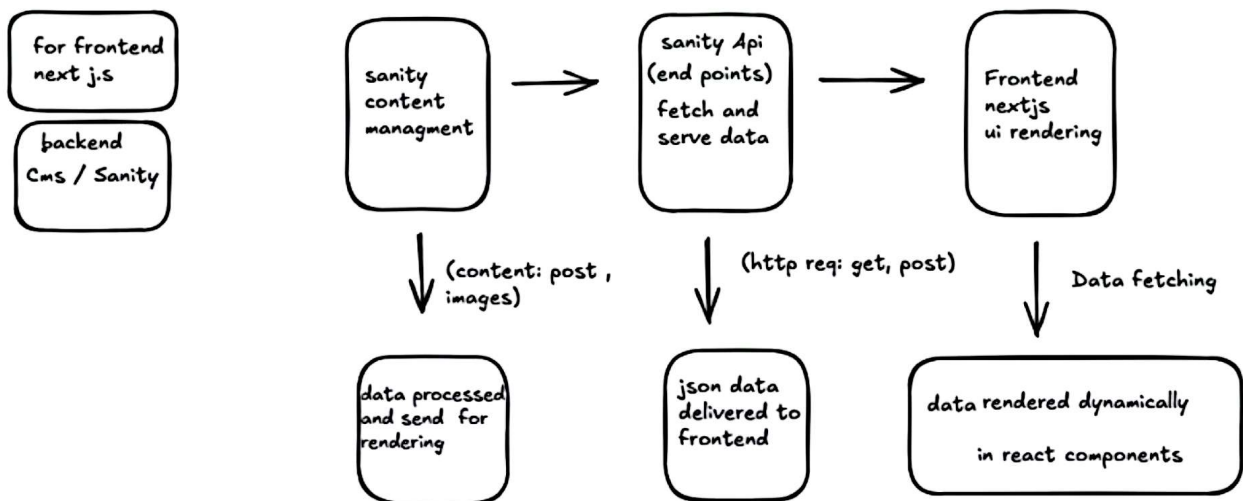 for frontend
next j.s
backend
Cms / Sanity
sanity
content
managment
sanity Api
(end points)
fetch and
serve data
Frontend
nextjs
ui rendering
(content: post ,
images)
(http req: get, post)
Data fetching
data processed
and send for
rendering
json data
delivered to
frontend
data rendered dynamically
in react components